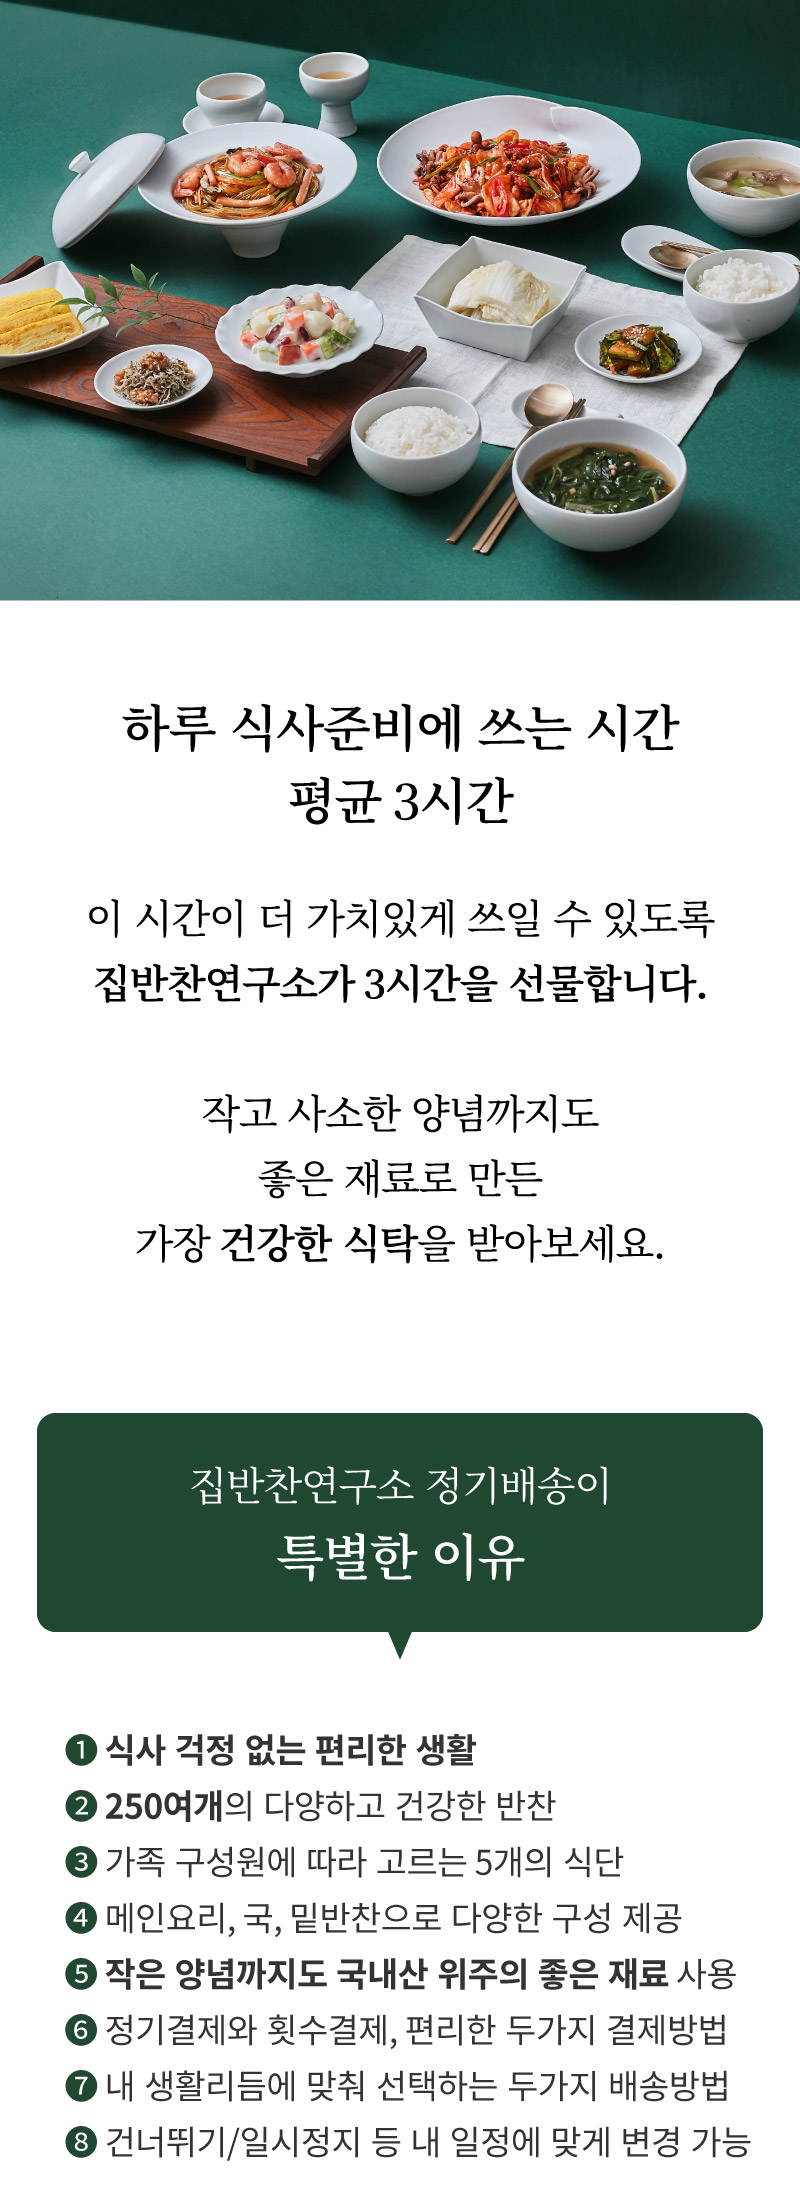 하루 식사준비에 쓰는 시간
평균 3시간
이 시간이 더 가치있게 쓰일 수 있도록
집반찬연구소가 3시간을 선물합니다.
작고 사소한 양념까지도
좋은 재료로 만든
가장 건강한 식탁을 받아보세요.
집반찬연구소 정기배송이
특별한 이유
❶ 식사 걱정 없는 편리한 생활
❷ 250여개의 다양하고 건강한 반찬
❸ 가족 구성원에 따라 고르는 5개의 식단
❹ 메인요리, 국, 밑반찬으로 다양한 구성 제공
❺ 작은 양념까지도 국내산 위주의 좋은 재료 사용
❻ 정기결제와 횟수결제, 편리한 두가지 결제방법
❼ 내 생활리듬에 맞춰 선택하는 두가지 배송방법
❽ 건너뛰기/일시정지 등 내 일정에 맞게 변경 가능